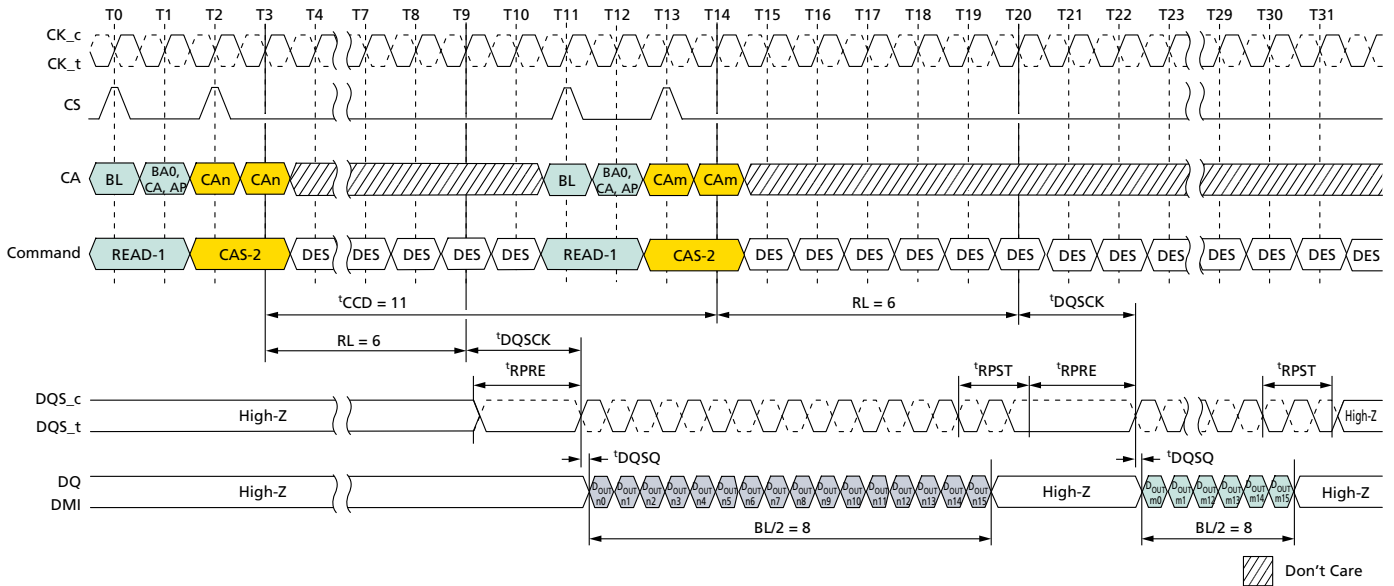 T0 T1 T2 T3 T4 T7 T8 T9 T10 T11 T12 T13 T14 T15 T16 T17 T18 T19 T20 T21 T22 T23 T29 T30 T31
CK_c
CK_t
CS
CA BL BA0, CA, AP CAn CAn BL BA0, CA, AP CAm CAm
Command READ-1 CAS-2 DES DES DES DES DES READ-1 CAS-2 DES DES DES DES DES DES DES DES DES DES DES DES DES
tCCD = 11 RL = 6 tDQSCK
RL = 6 tDQSCK
tRPRE tRPST tRPRE tRPST
DQS_c
DQS_t
High-Z High-Z
tDQSQ tDQSQ
DQ
DMI
High-Z DOUT n0 DOUT n1 DOUT n2 DOUT n3 DOUT n4 DOUT n5 DOUT n6 DOUT n7 DOUT n8 DOUT n9 DOUT n10 DOUT n11 DOUT n12 DOUT n13 DOUT n14 DOUT n15 High-Z DOUT m0 DOUT m1 DOUT m12 DOUT m13 DOUT m14 DOUT m15 High-Z
BL/2 = 8 BL/2 = 8
Don't Care